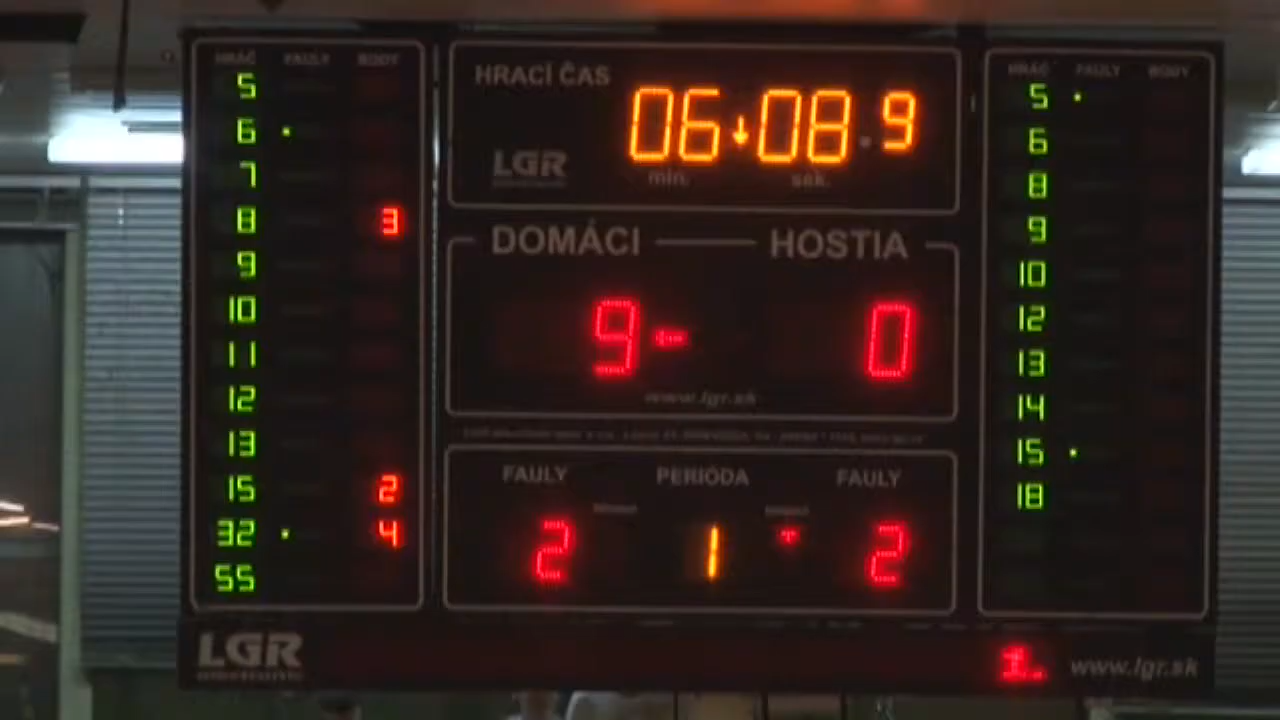 HRÁČ FAULY BODY
5
6
7
8 3
9
10
11
12
13
15 2
32 4
55
HRACÍ ČAS
06 08.9
LGR
min. sek.
DOMÁCI HOSTIA
9 0
www.lgr.sk
FAULY PERIÓDA FAULY
2 1 T 2
HRÁČ FAULY BODY
5
6
8
9
10
12
13
14
15
18
LGR
1. www.lgr.sk